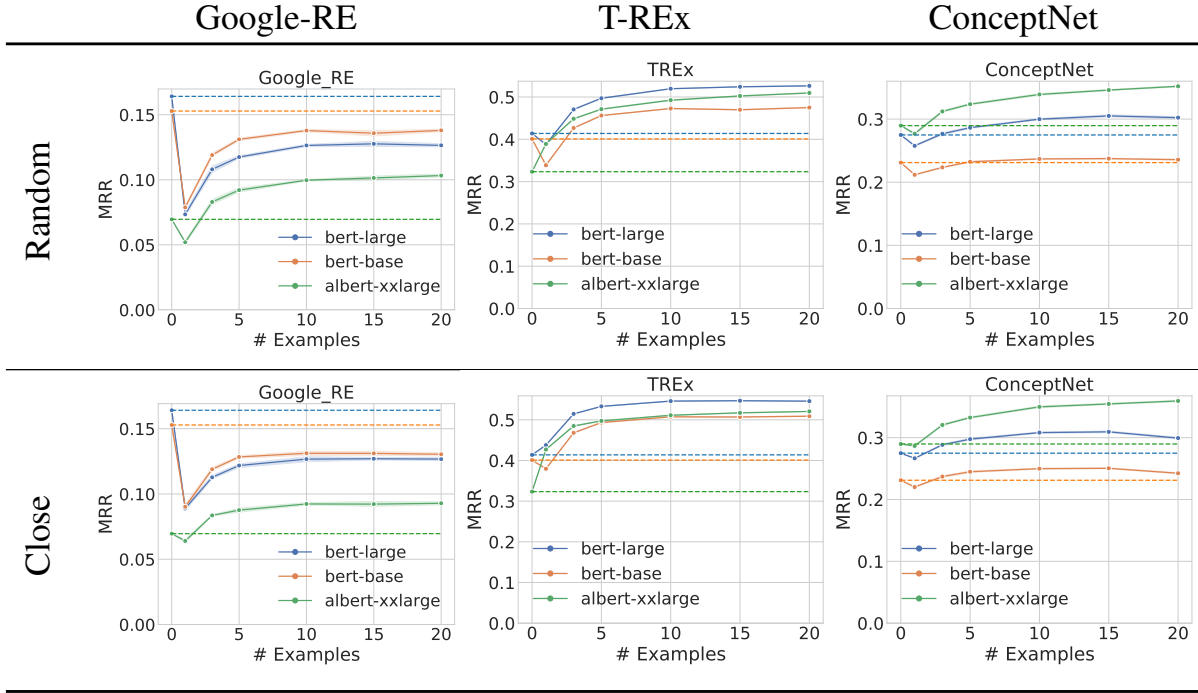 Google-RE T-REx ConceptNet
Random
Google_RE
MRR
0.15
0.10
0.05
0.00
bert-large
bert-base
albert-xxlarge
0 5 10 15 20
# Examples
TREx
MRR
0.5
0.4
0.3
0.2
0.1
0.0
bert-large
bert-base
albert-xxlarge
0 5 10 15 20
# Examples
ConceptNet
MRR
0.3
0.2
0.1
0.0
bert-large
bert-base
albert-xxlarge
0 5 10 15 20
# Examples
Close
Google_RE
MRR
0.15
0.10
0.05
0.00
bert-large
bert-base
albert-xxlarge
0 5 10 15 20
# Examples
TREx
MRR
0.5
0.4
0.3
0.2
0.1
0.0
bert-large
bert-base
albert-xxlarge
0 5 10 15 20
# Examples
ConceptNet
MRR
0.3
0.2
0.1
0.0
bert-large
bert-base
albert-xxlarge
0 5 10 15 20
# Examples